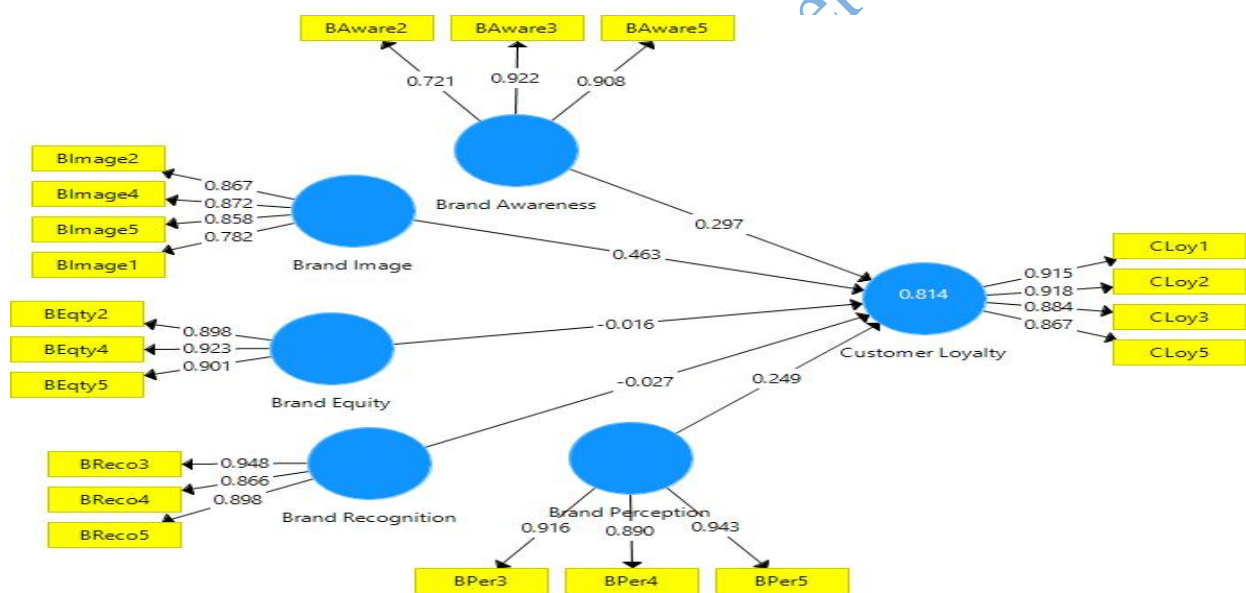 BAware2 BAware3 BAware5
0.721 0.922 0.908
Brand Awareness
BImage2
BImage4
BImage5
BImage1
0.867
0.872
0.858
0.782
Brand Image
0.297
0.463
BEqty2
BEqty4
BEqty5
0.898
0.923
0.901
Brand Equity
-0.016
0.814
Customer Loyalty
0.915
0.918
0.884
0.867
CLoy1
CLoy2
CLoy3
CLoy5
-0.027
0.249
BReco3
BReco4
BReco5
0.948
0.866
0.898
Brand Recognition
Brand Perception
0.916 0.890 0.943
BPer3 BPer4 BPer5